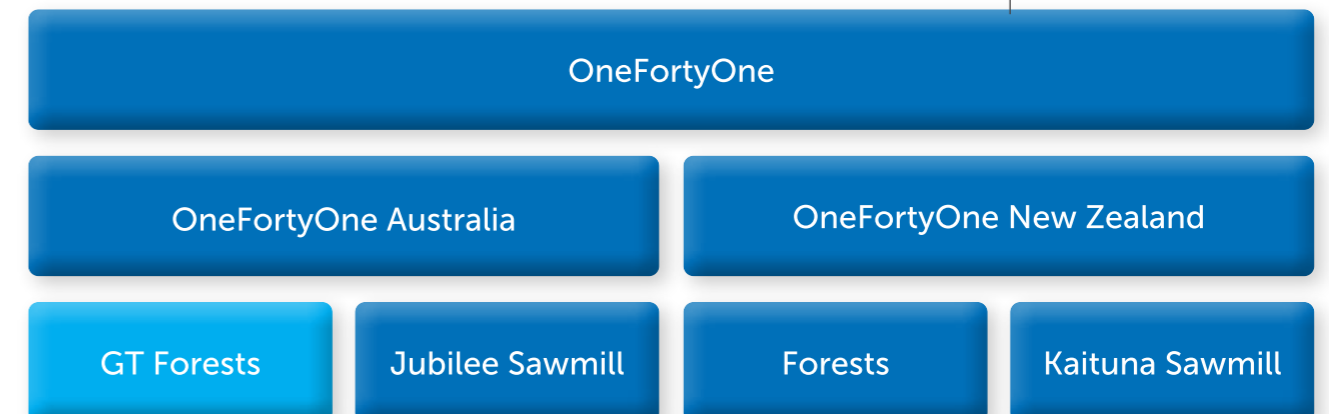 OneFortyOne
OneFortyOne Australia
OneFortyOne New Zealand
GT Forests
Jubilee Sawmill
Forests
Kaituna Sawmill